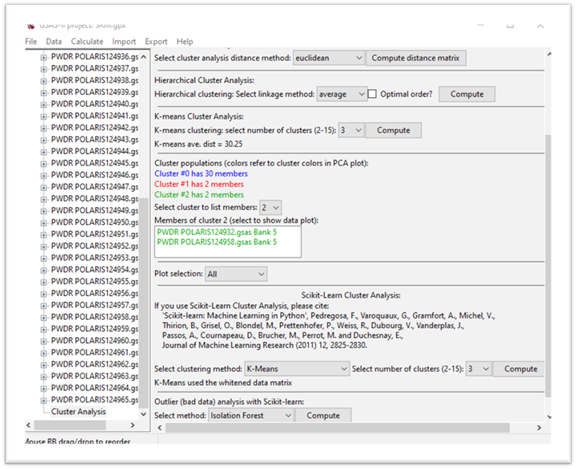 GSAS-II project: SkW.gpx
File Data Calculate Import Export Help
PWDR POLARIS124936.gs
PWDR POLARIS124937.gs
PWDR POLARIS124938.gs
PWDR POLARIS124939.gs
PWDR POLARIS124940.gs
PWDR POLARIS124941.gs
PWDR POLARIS124942.gs
PWDR POLARIS124943.gs
PWDR POLARIS124944.gs
PWDR POLARIS124945.gs
PWDR POLARIS124946.gs
PWDR POLARIS124947.gs
PWDR POLARIS124948.gs
PWDR POLARIS124949.gs
PWDR POLARIS124950.gs
PWDR POLARIS124951.gs
PWDR POLARIS124952.gs
PWDR POLARIS124953.gs
PWDR POLARIS124954.gs
PWDR POLARIS124955.gs
PWDR POLARIS124956.gs
PWDR POLARIS124957.gs
PWDR POLARIS124958.gs
PWDR POLARIS124959.gs
PWDR POLARIS124960.gs
PWDR POLARIS124961.gs
PWDR POLARIS124962.gs
PWDR POLARIS124963.gs
PWDR POLARIS124964.gs
PWDR POLARIS124965.gs
Cluster Analysis
Select cluster analysis distance method: euclidean Compute distance matrix
Hierarchical Cluster Analysis:
Hierarchical clustering: Select linkage method: average Optimal order? Compute
K-means Cluster Analysis:
K-means clustering: select number of clusters (2-15): 3 Compute
K-means ave. dist = 30.25
Cluster populations (colors refer to cluster colors in PCA plot):
Cluster #0 has 30 members
Cluster #1 has 2 members
Cluster #2 has 2 members
Select cluster to list members: 2
Members of cluster 2 (select to show data plot):
PWDR POLARIS124932.gsas Bank 5
PWDR POLARIS124958.gsas Bank 5
Plot selection: All
Scikit-Learn Cluster Analysis:
If you use Scikit-Learn Cluster Analysis, please cite:
'Scikit-learn: Machine Learning in Python', Pedregosa, F., Varoquaux, G., Gramfort, A., Michel, V.,
Thirion, B., Grisel, O., Blondel, M., Prettenhofer, P., Weiss, R., Dubourg, V., Vanderplas, J.,
Passos, A., Cournapeau, D., Brucher, M., Perrot, M. and Duchesnay, E.,
Journal of Machine Learning Research (2011) 12, 2825-2830.
Select clustering method: K-Means Select number of clusters (2-15): 3 Compute
K-Means used the whitened data matrix
Outlier (bad data) analysis with Scikit-learn:
Select method: Isolation Forest Compute
Mouse RB drag/drop to reorder